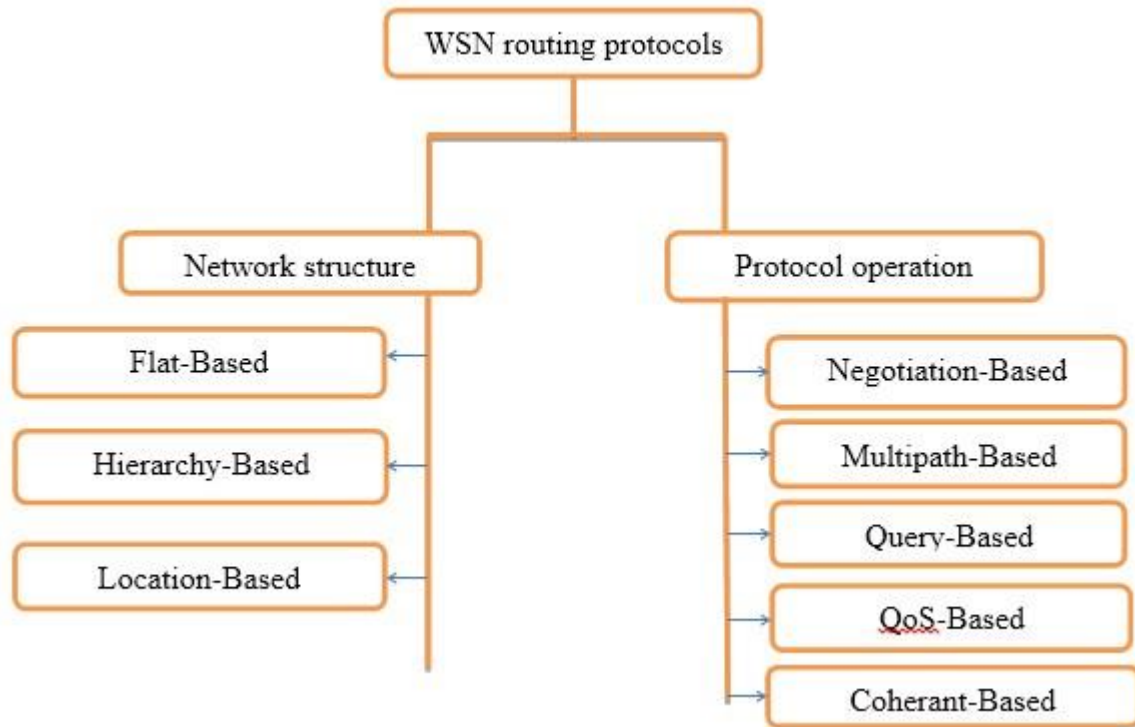 WSN routing protocols
Network structure
Protocol operation
Flat-Based
Hierarchy-Based
Location-Based
Negotiation-Based
Multipath-Based
Query-Based
QoS-Based
Coherant-Based